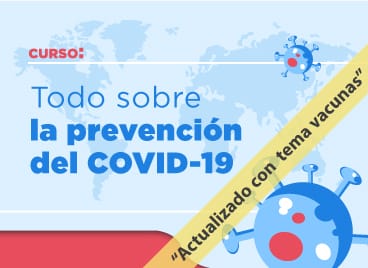 CURSO:
Todo sobre
la prevención
del COVID-19
“Actualizado con tema vacunas”